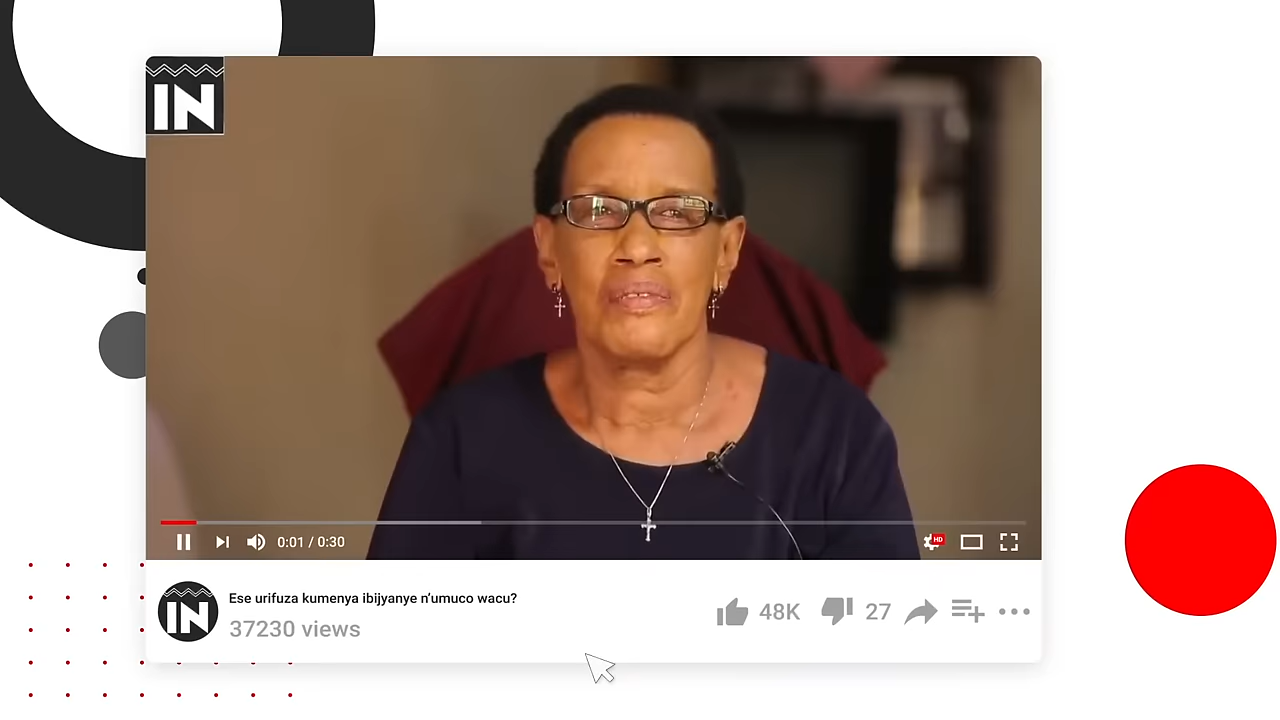 IN
0:01 / 0:30
HD
IN
Ese urifuza kumenya ibijyanye n'umuco wacu?
37230 views
48K
27